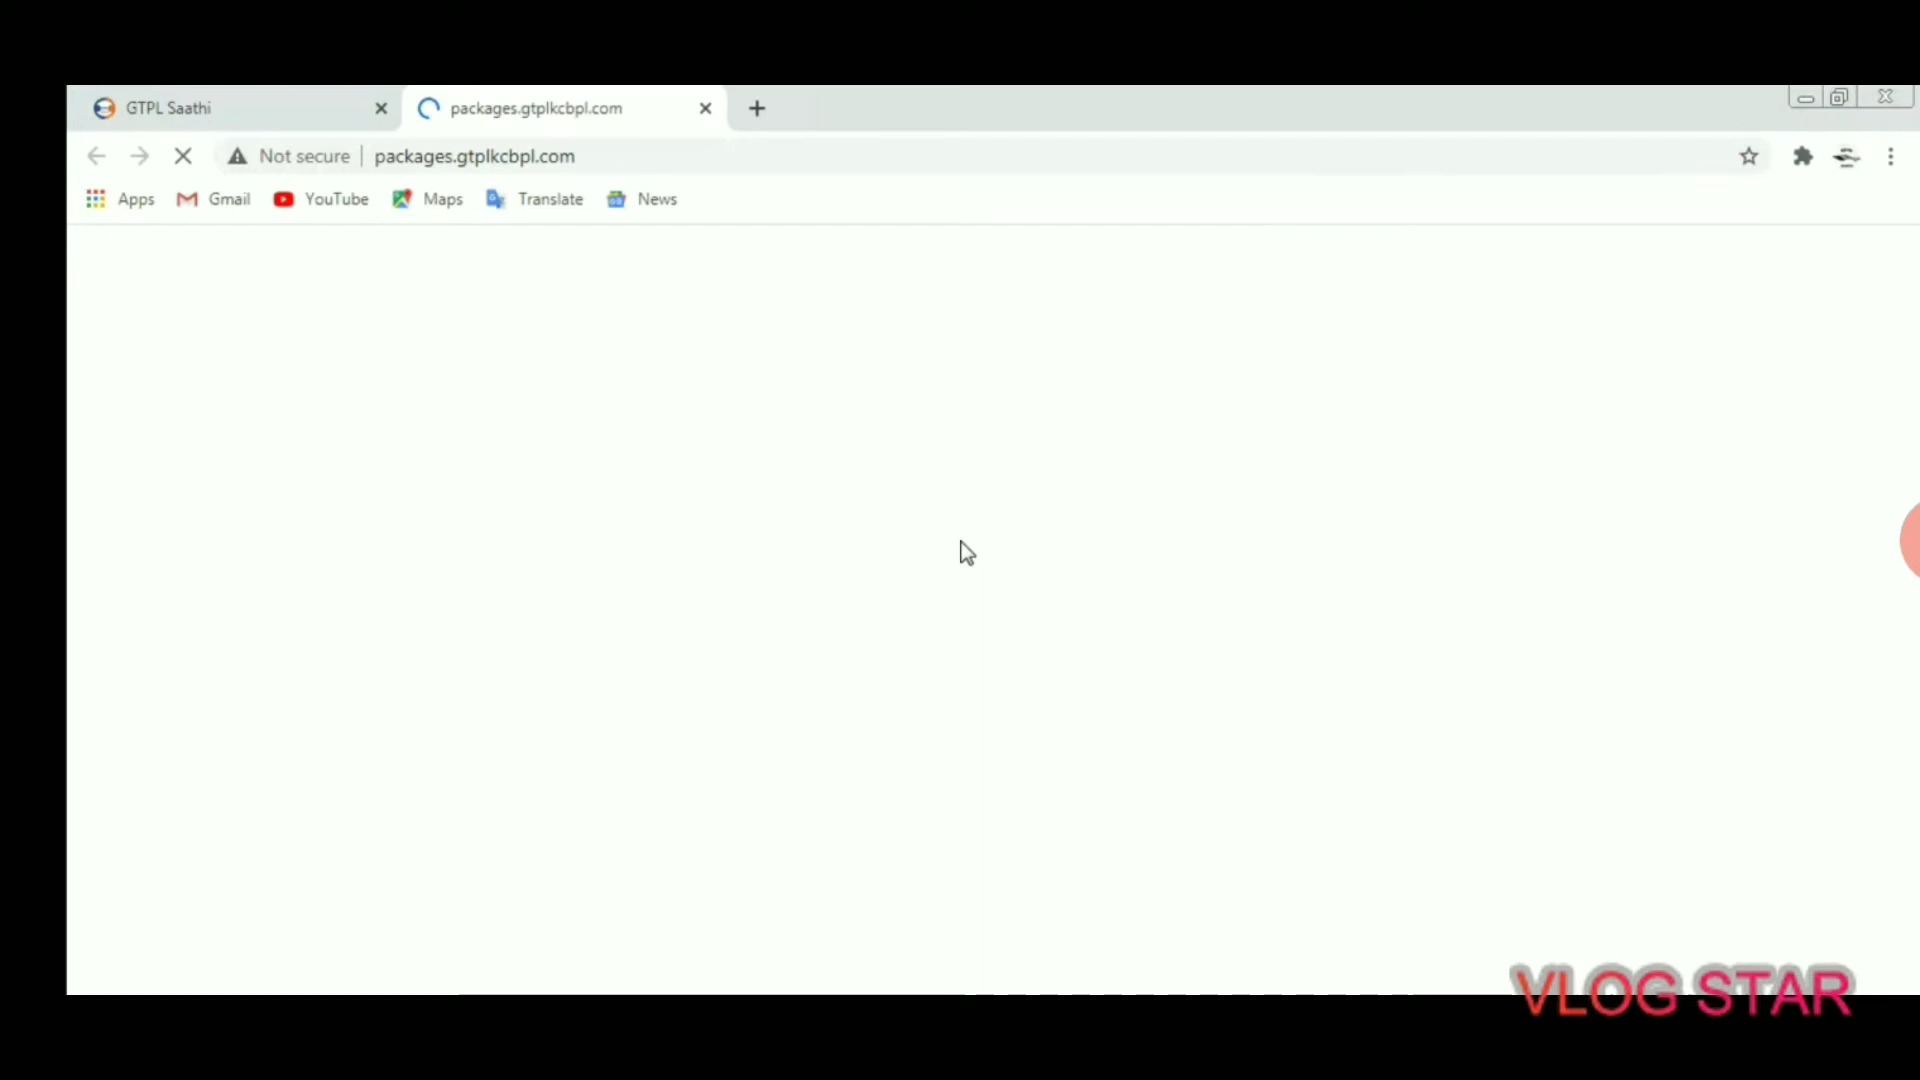 GTPL Saathi
packages.gtplkcbpl.com
Not secure | packages.gtplkcbpl.com
Apps Gmail YouTube Maps Translate News
VLOG STAR